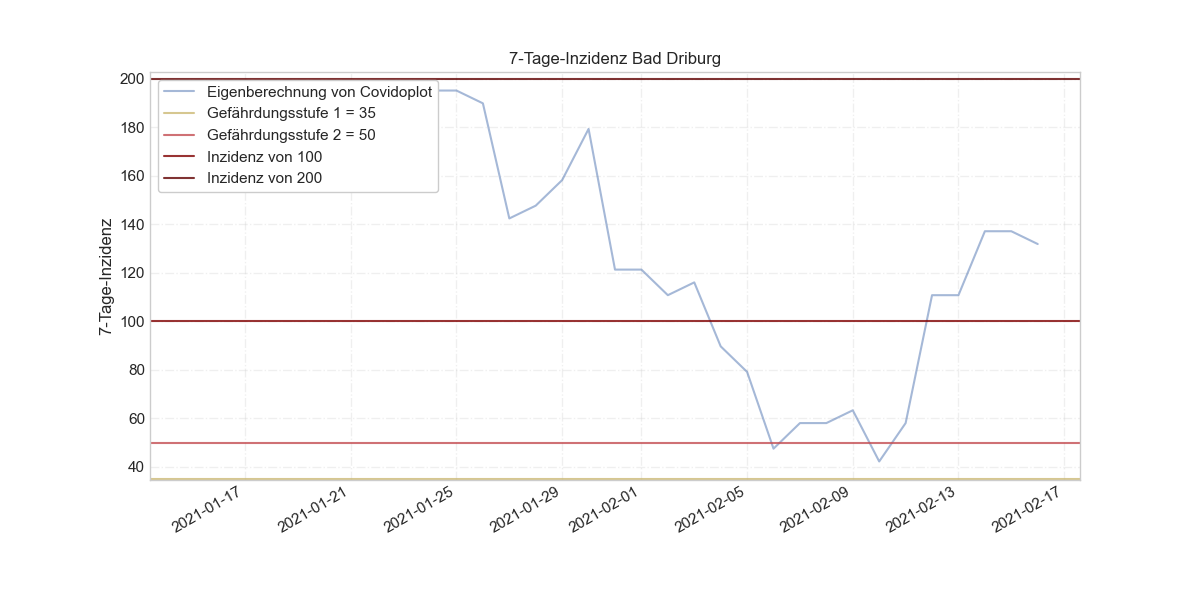 7-Tage-Inzidenz Bad Driburg
7-Tage-Inzidenz
200
180
160
140
120
100
80
60
40
Eigenberechnung von Covidoplot
Gefährdungsstufe 1 = 35
Gefährdungsstufe 2 = 50
Inzidenz von 100
Inzidenz von 200
2021-01-17
2021-01-21
2021-01-25
2021-01-29
2021-02-01
2021-02-05
2021-02-09
2021-02-13
2021-02-17